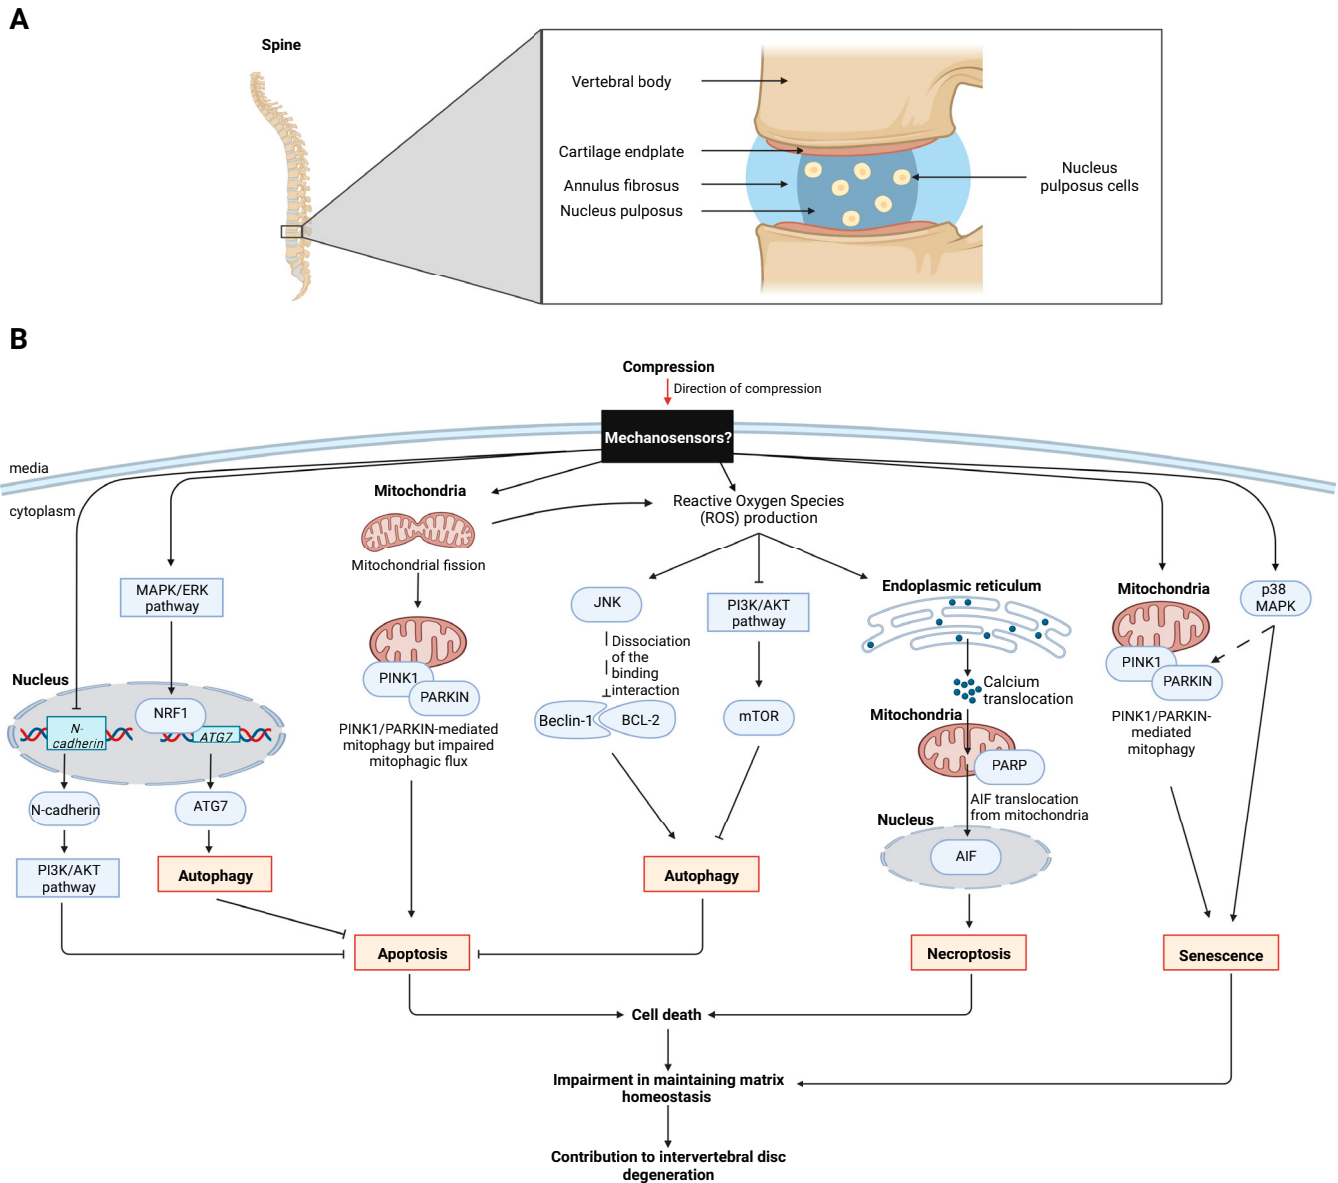 A
Spine
Vertebral body
Cartilage endplate
Annulus fibrosus
Nucleus pulposus
Nucleus
pulposus cells
B
Compression
Direction of compression
Mechanosensors?
media
cytoplasm
Mitochondria
Mitochondrial fission
Reactive Oxygen Species
(ROS) production
MAPK/ERK
pathway
JNK
PI3K/AKT
pathway
Endoplasmic reticulum
Mitochondria
p38
MAPK
Dissociation
of the
binding
interaction
PINK1
PARKIN
PINK1
PARKIN
Nucleus
NRF1
N-
cadherin
ATG7
Calcium
translocation
Beclin-1
BCL-2
mTOR
Mitochondria
PARP
PINK1/PARKIN-mediated
mitophagy but impaired
mitophagic flux
PINK1/PARKIN-
mediated
mitophagy
N-cadherin
ATG7
AIF translocation
from mitochondria
Nucleus
AIF
PI3K/AKT
pathway
Autophagy
Autophagy
Apoptosis
Necroptosis
Senescence
Cell death
Impairment in maintaining matrix
homeostasis
Contribution to intervertebral disc
degeneration